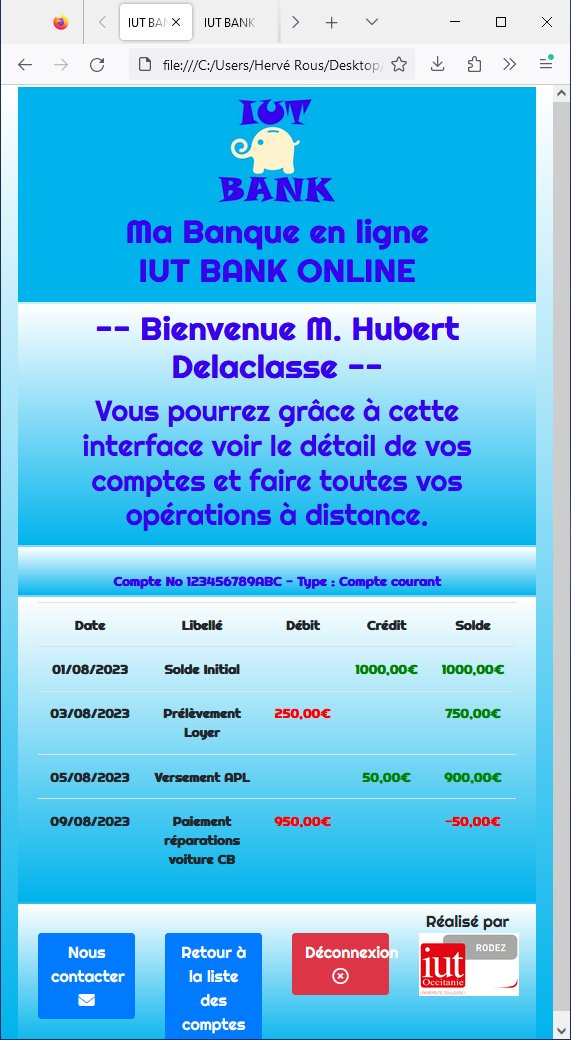 IUT BAN
IUT BANK
file:///C:/Users/Hervé Rous/Desktop/
IUT
BANK
Ma Banque en ligne
IUT BANK ONLINE
-- Bienvenue M. Hubert
Delaclasse --
Vous pourrez grâce à cette
interface voir le détail de vos
comptes et faire toutes vos
opérations à distance.
Compte No 123456789ABC - Type : Compte courant
Date Libellé Débit Crédit Solde
01/08/2023 Solde Initial 1000,00€ 1000,00€
03/08/2023 Prélèvement Loyer 250,00€ 750,00€
05/08/2023 Versement APL 50,00€ 900,00€
09/08/2023 Paiement réparations voiture CB 950,00€ -50,00€
Nous
contacter
Retour à
la liste
des
comptes
Déconnexion
Réalisé par
RODEZ
iut
Occitanie